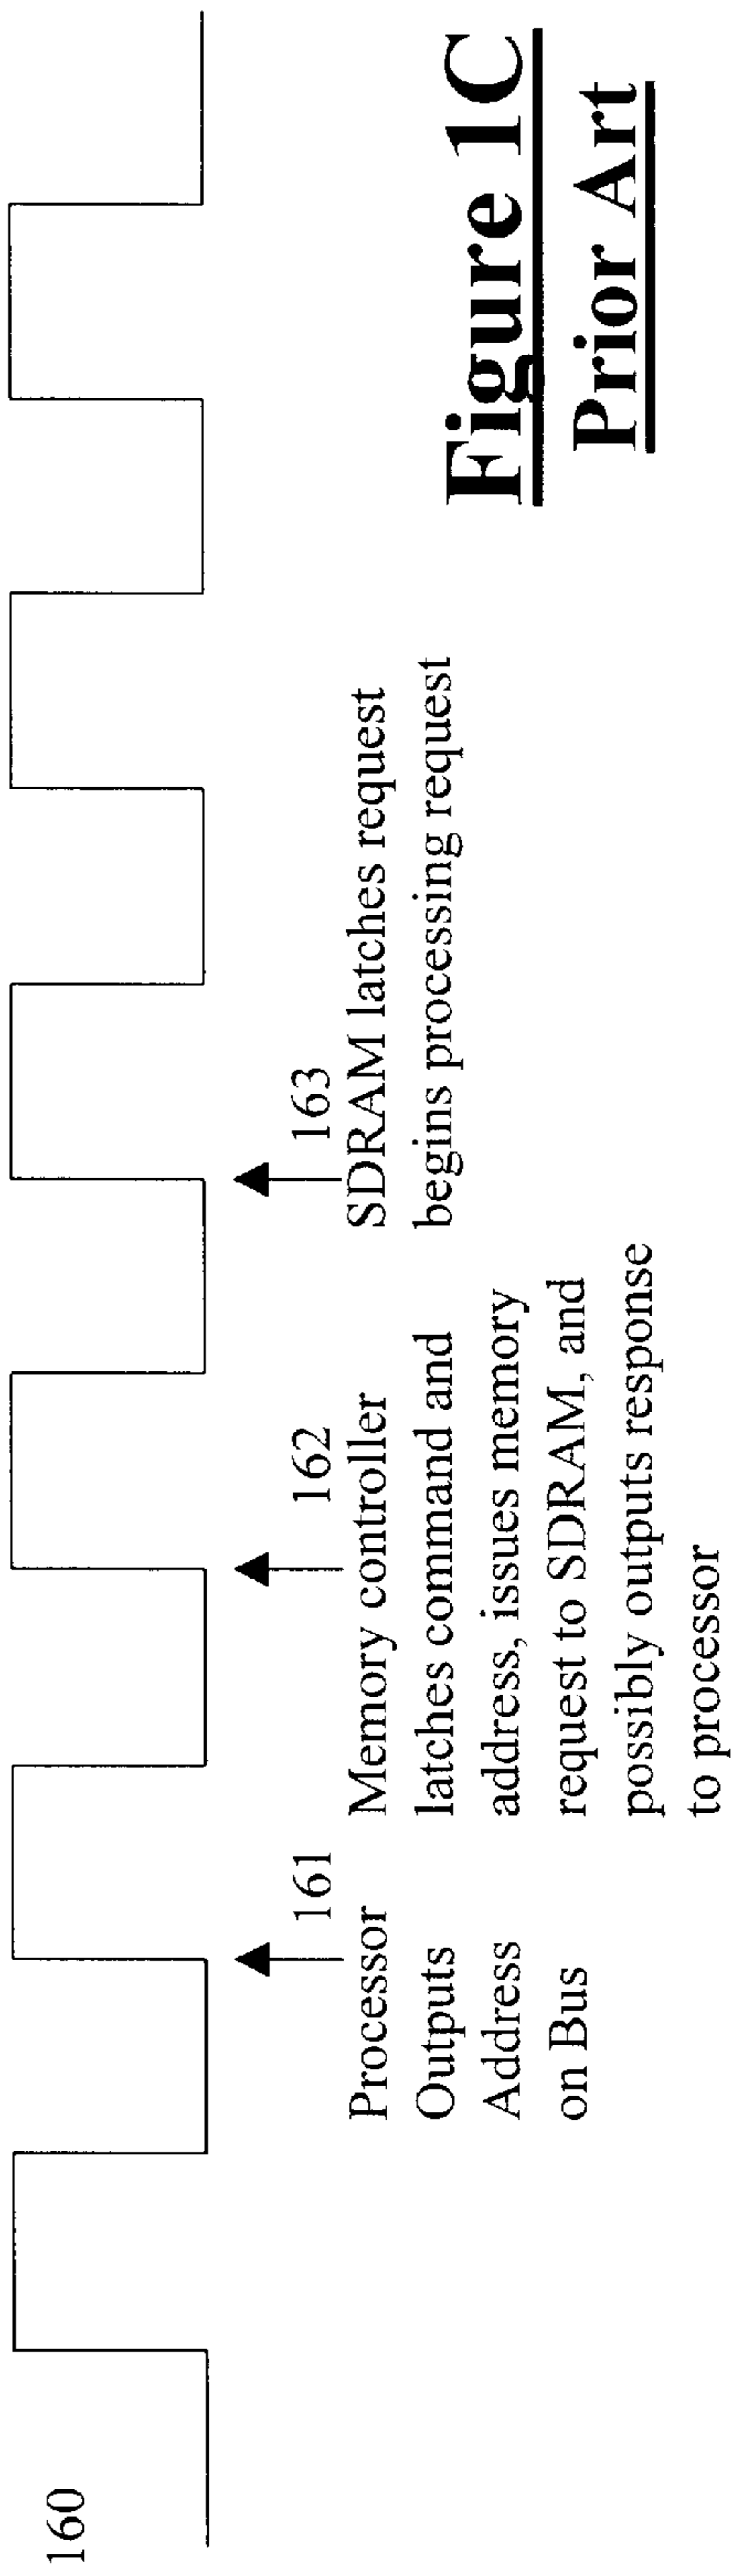 160
161
Processor
Outputs
Address
on Bus
162
Memory controller
latches command and
address, issues memory
request to SDRAM, and
possibly outputs response
to processor
163
SDRAM latches request
begins processing request
Figure 1C
Prior Art